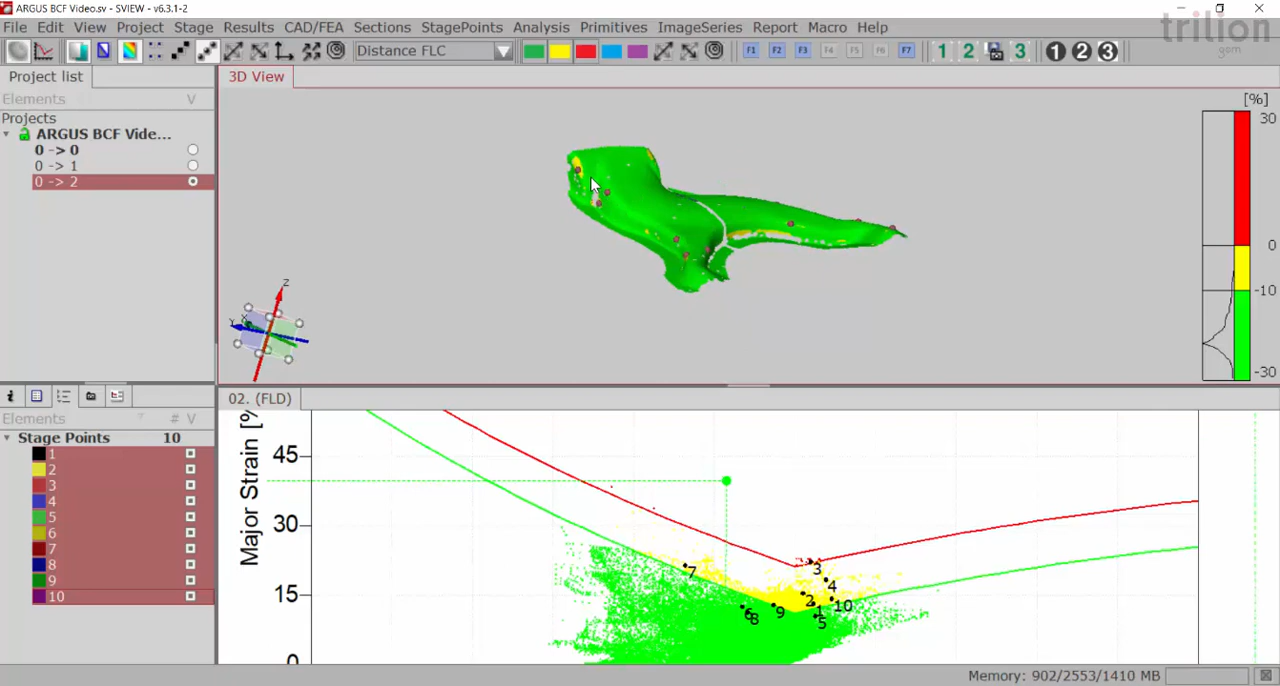 ARGUS BCF Video.sv - SVIEW - v6.3.1-2
File Edit View Project Stage Results CAD/FEA Sections StagePoints Analysis Primitives ImageSeries Report Macro Help
trilion
gom
Distance FLC
F1 F2 F3 F4 F5 F6 F7 1 2 3 1 2 3
Project list
3D View
Elements V
Projects
ARGUS BCF Vide...
0 -> 0
0 -> 1
0 -> 2
[%]
30
0
-10
-30
Z
Y
X
02. (FLD)
Elements # V
Stage Points 10
1
2
3
4
5
6
7
8
9
10
Major Strain [%
45
30
15
0
3
7
4
2
10
9
1
6
8
5
Memory: 902/2553/1410 MB